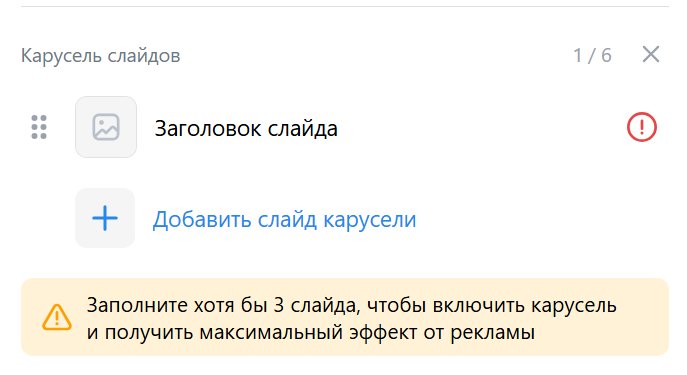 Карусель слайдов 1 / 6
Заголовок слайда
Добавить слайд карусели
Заполните хотя бы 3 слайда, чтобы включить карусель
и получить максимальный эффект от рекламы